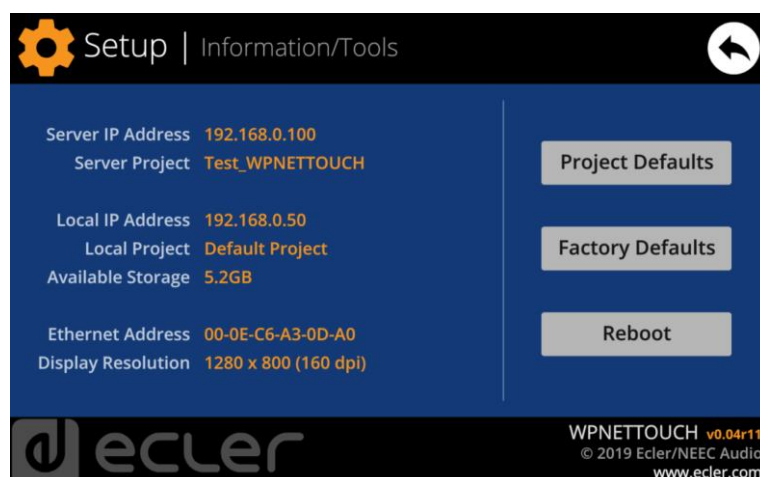 Setup | Information/Tools
Server IP Address 192.168.0.100
Server Project Test_WPNETTOUCH
Local IP Address 192.168.0.50
Local Project Default Project
Available Storage 5.2GB
Ethernet Address 00-0E-C6-A3-0D-A0
Display Resolution 1280 x 800 (160 dpi)
Project Defaults
Factory Defaults
Reboot
ecler
WPNETTOUCH v0.04r11
© 2019 Ecler/NEEC Audio
www.ecler.com